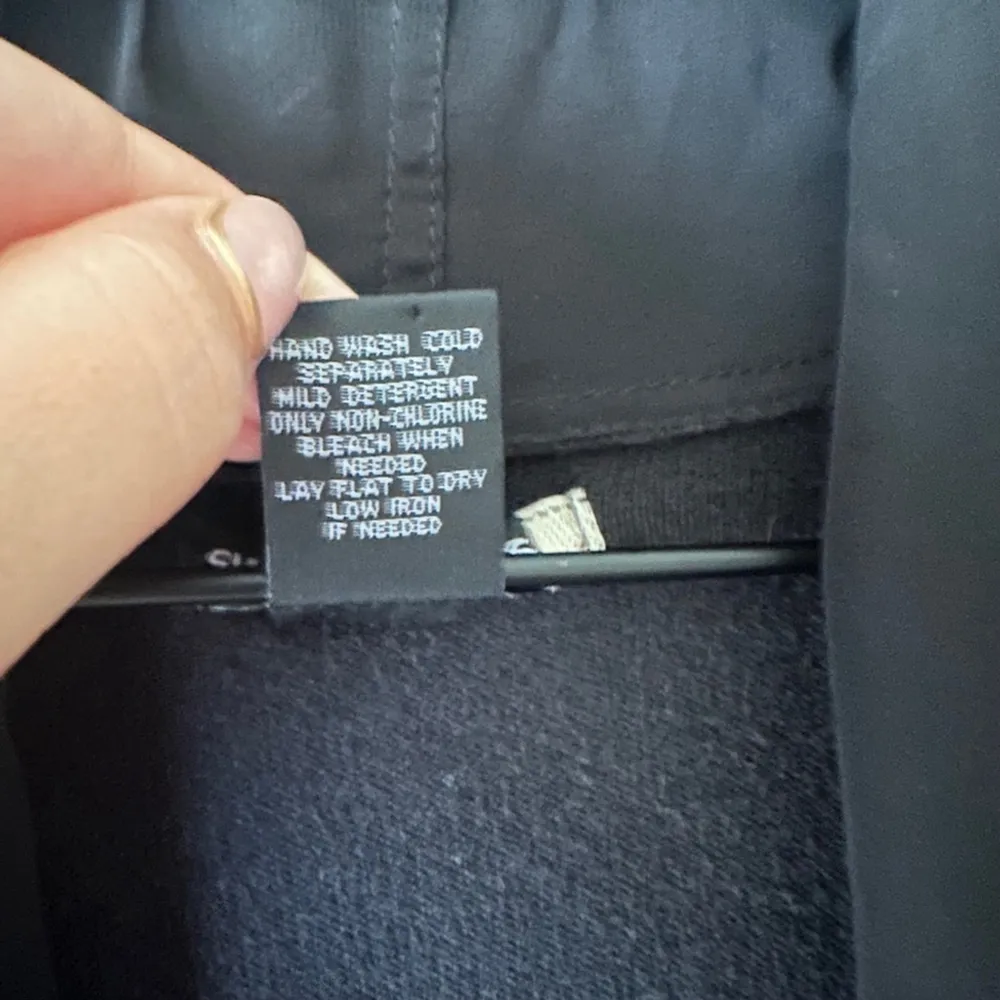 HAND WASH COLD
SEPARATELY
MILD DETERGENT
ONLY NON-CHLORINE
BLEACH WHEN
NEEDED
LAY FLAT TO DRY
LOW IRON
IF NEEDED